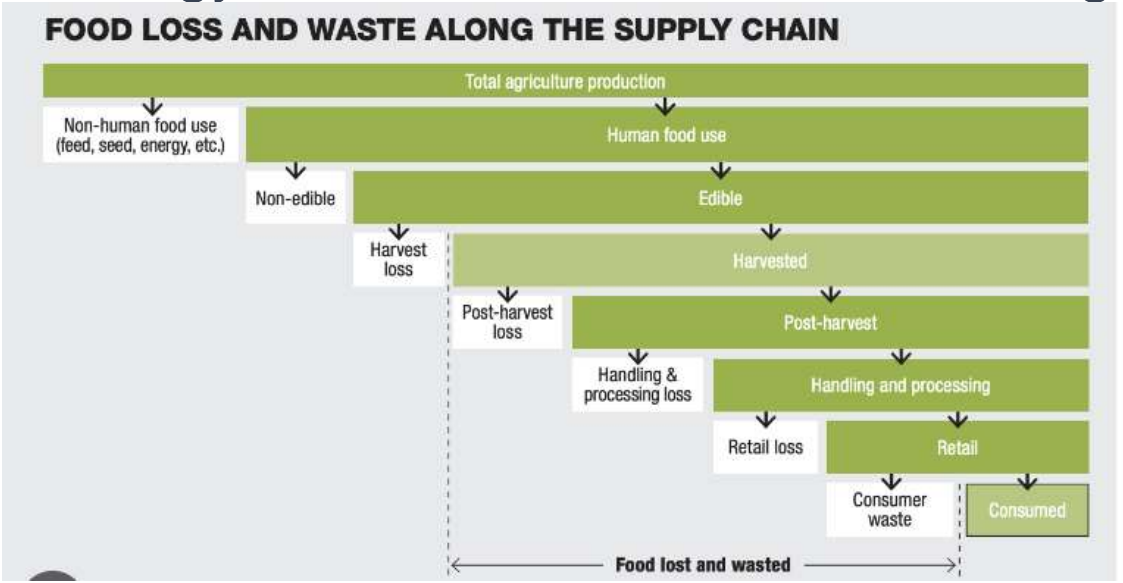 FOOD LOSS AND WASTE ALONG THE SUPPLY CHAIN
Total agriculture production
Non-human food use
(feed, seed, energy, etc.)
Human food use
Non-edible
Edible
Harvest
loss
Harvested
Post-harvest
loss
Post-harvest
Handling &
processing loss
Handling and processing
Retail loss
Retail
Consumer
waste
Consumed
Food lost and wasted